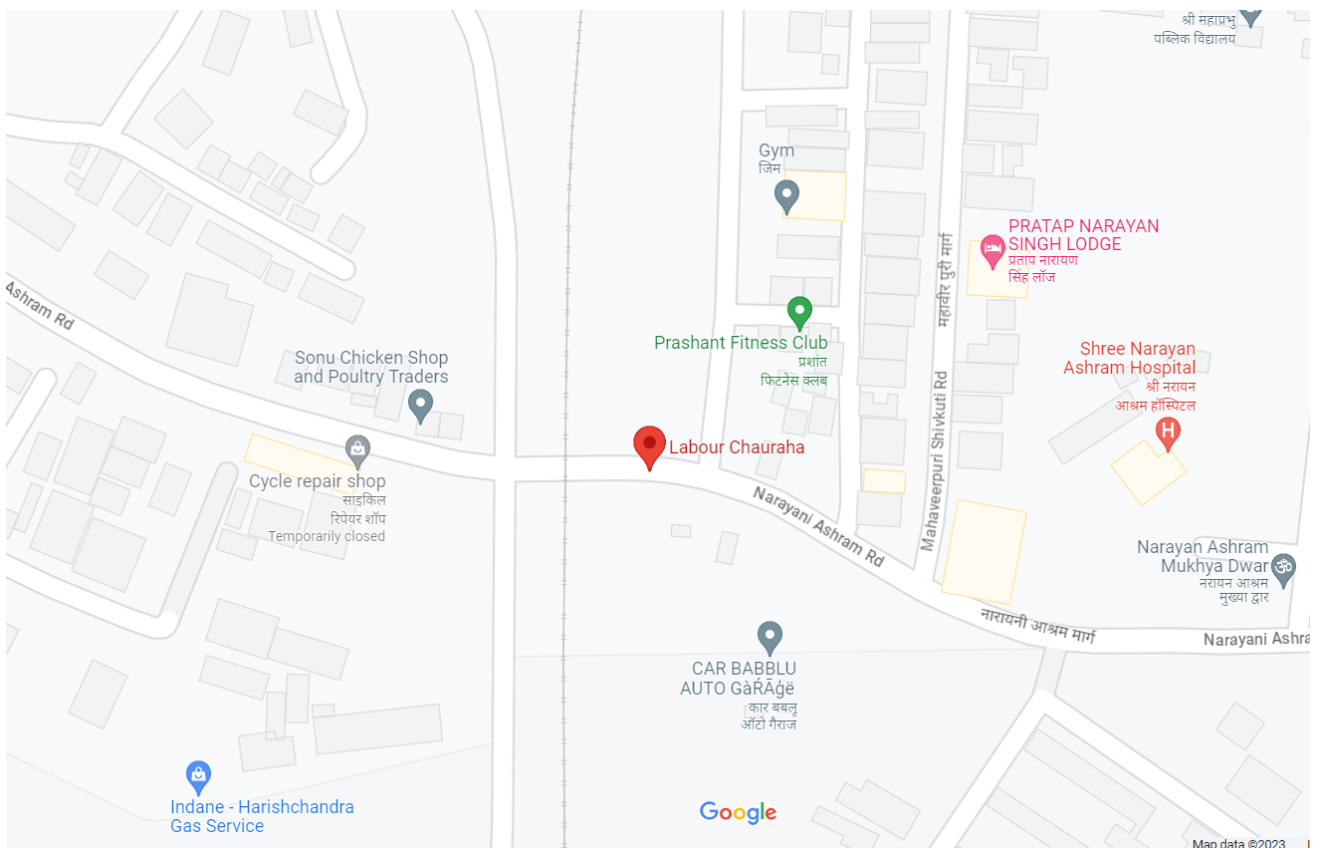 श्री महाप्रभु
पब्लिक विद्यालय
Gym
जिम
PRATAP NARAYAN
SINGH LODGE
प्रताप नारायण
सिंह लॉज
महावीर पुरी मार्ग
Ashram Rd
Prashant Fitness Club
प्रशांत
फिटनेस क्लब
Sonu Chicken Shop
and Poultry Traders
Shree Narayan
Ashram Hospital
श्री नरायन
आश्रम हॉस्पिटल
Mahaveerpuri Shivkuti Rd
Labour Chauraha
Cycle repair shop
साइकिल
रिपेयर शॉप
Temporarily closed
Narayani Ashram Rd
Narayan Ashram
Mukhya Dwar
नरायन आश्रम
मुख्या द्वार
नारायनी आश्रम मार्ग
Narayani Ashra
CAR BABBLU
AUTO GàŔĀģë
कार बबलू
ऑटो गैराज
Indane - Harishchandra
Gas Service
Google
Map data ©2023